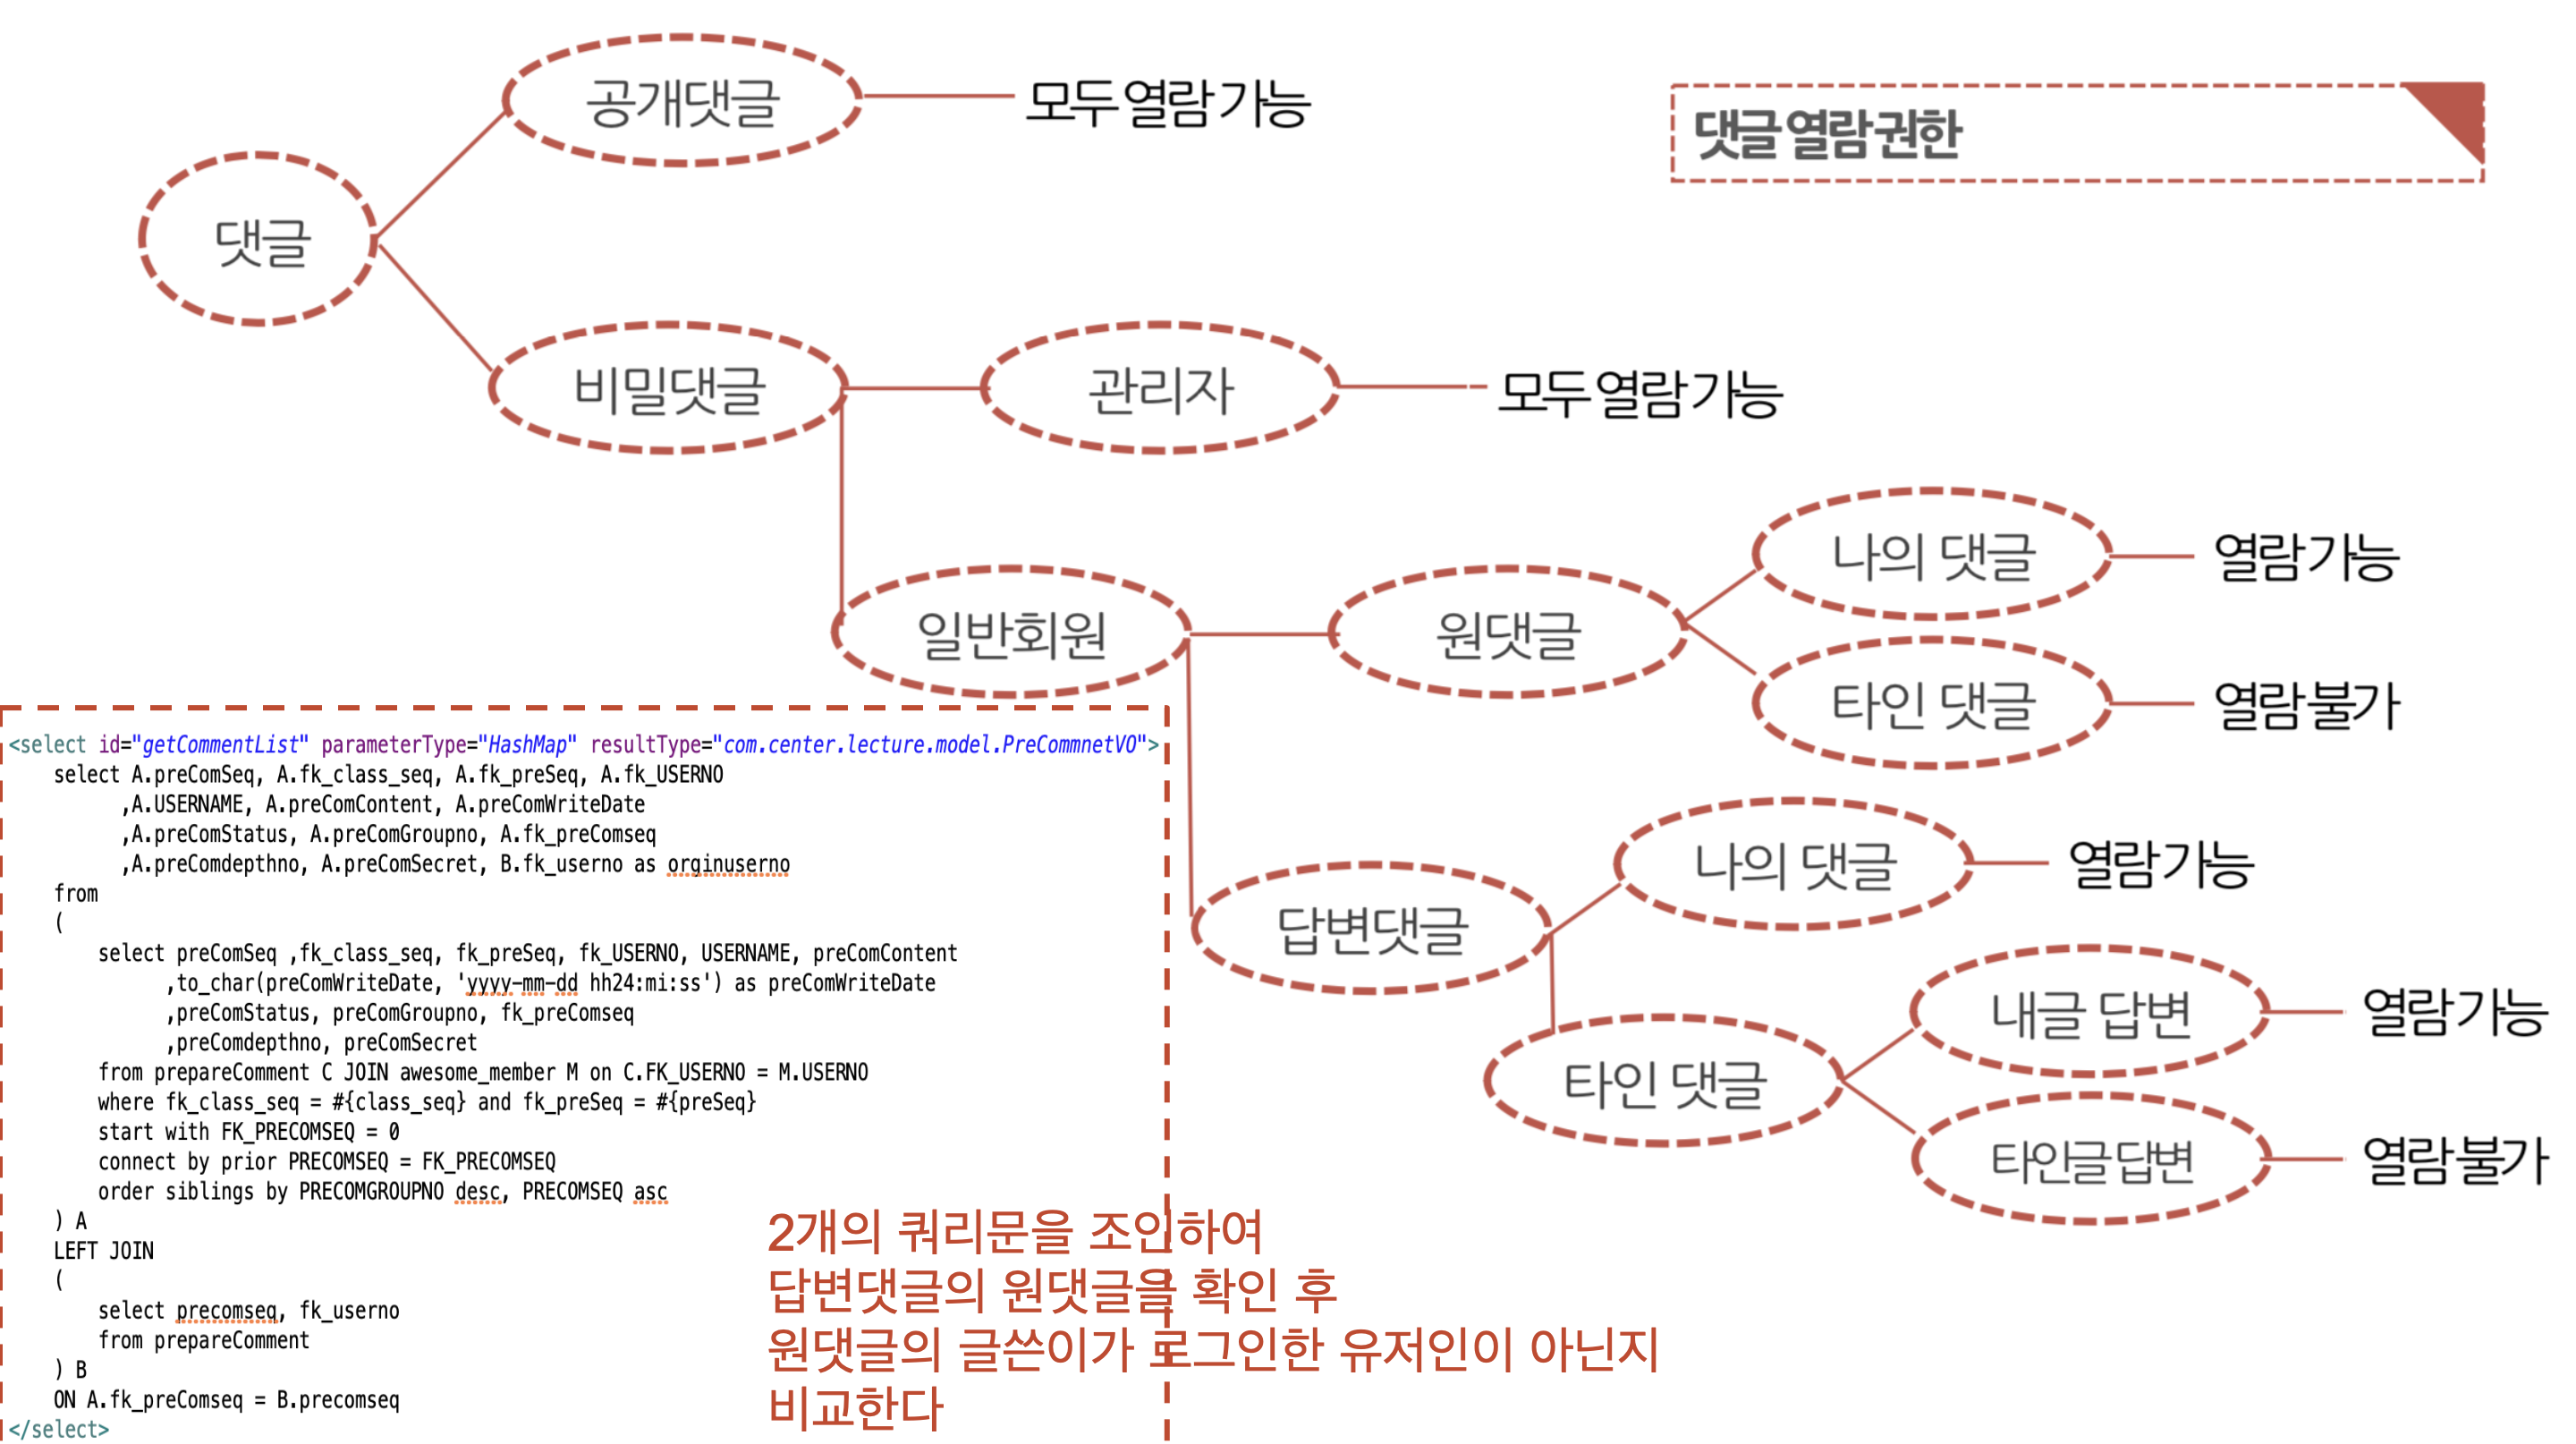 댓글 열람 권한
공개댓글
모두 열람 가능
댓글
비밀댓글
관리자
모두 열람 가능
나의 댓글
열람 가능
일반회원
원댓글
타인 댓글
열람 불가
나의 댓글
열람 가능
답변댓글
내글 답변
열람 가능
타인 댓글
타인글 답변
열람 불가
<select id="getCommentList" parameterType="HashMap" resultType="com.center.lecture.model.PreCommnetVO">
select A.preComSeq, A.fk_class_seq, A.fk_preSeq, A.fk_USERNO
,A.USERNAME, A.preComContent, A.preComWriteDate
,A.preComStatus, A.preComGroupno, A.fk_preComseq
,A.preComdepthno, A.preComSecret, B.fk_userno as orginuserno
from
(
select preComSeq ,fk_class_seq, fk_preSeq, fk_USERNO, USERNAME, preComContent
,to_char(preComWriteDate, 'yyyy-mm-dd hh24:mi:ss') as preComWriteDate
,preComStatus, preComGroupno, fk_preComseq
,preComdepthno, preComSecret
from prepareComment C JOIN awesome_member M on C.FK_USERNO = M.USERNO
where fk_class_seq = #{class_seq} and fk_preSeq = #{preSeq}
start with FK_PRECOMSEQ = 0
connect by prior PRECOMSEQ = FK_PRECOMSEQ
order siblings by PRECOMGROUPNO desc, PRECOMSEQ asc
) A
LEFT JOIN
(
select precomseq, fk_userno
from prepareComment
) B
ON A.fk_preComseq = B.precomseq
</select>
2개의 쿼리문을 조인하여
답변댓글의 원댓글을 확인 후
원댓글의 글쓴이가 로그인한 유저인이 아닌지
비교한다